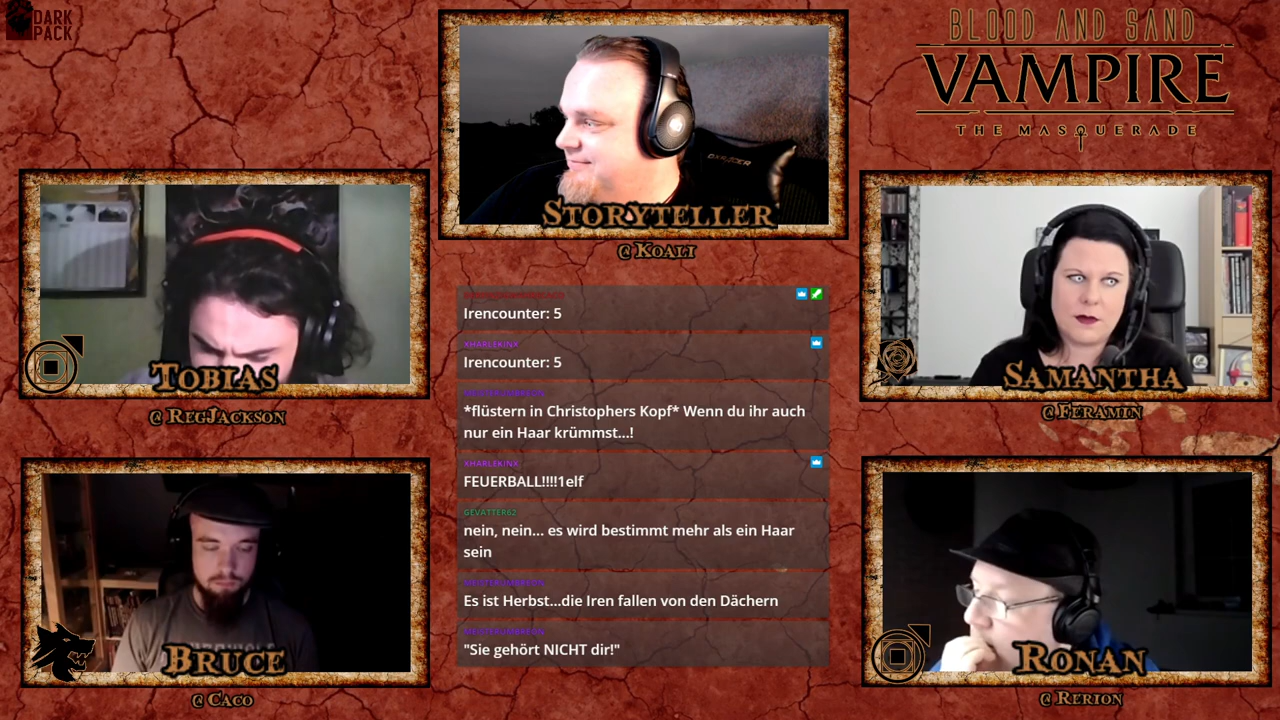 DARK
PACK
BLOOD AND SAND
VAMPIRE
THE MASQUERADE
STORYTELLER
@ KOALI
TOBIAS
@ REGJACKSON
SAMANTHA
@ FERAMIN
Irencounter: 5
XHARLEKINX
Irencounter: 5
*flüstern in Christophers Kopf* Wenn du ihr auch
nur ein Haar krümmst...!
XHARLEKINX
FEUERBALL!!!!1elf
GEVATTER62
nein, nein... es wird bestimmt mehr als ein Haar
sein
Es ist Herbst...die Iren fallen von den Dächern
"Sie gehört NICHT dir!"
BRUCE
@ CACO
RONAN
@ RERION